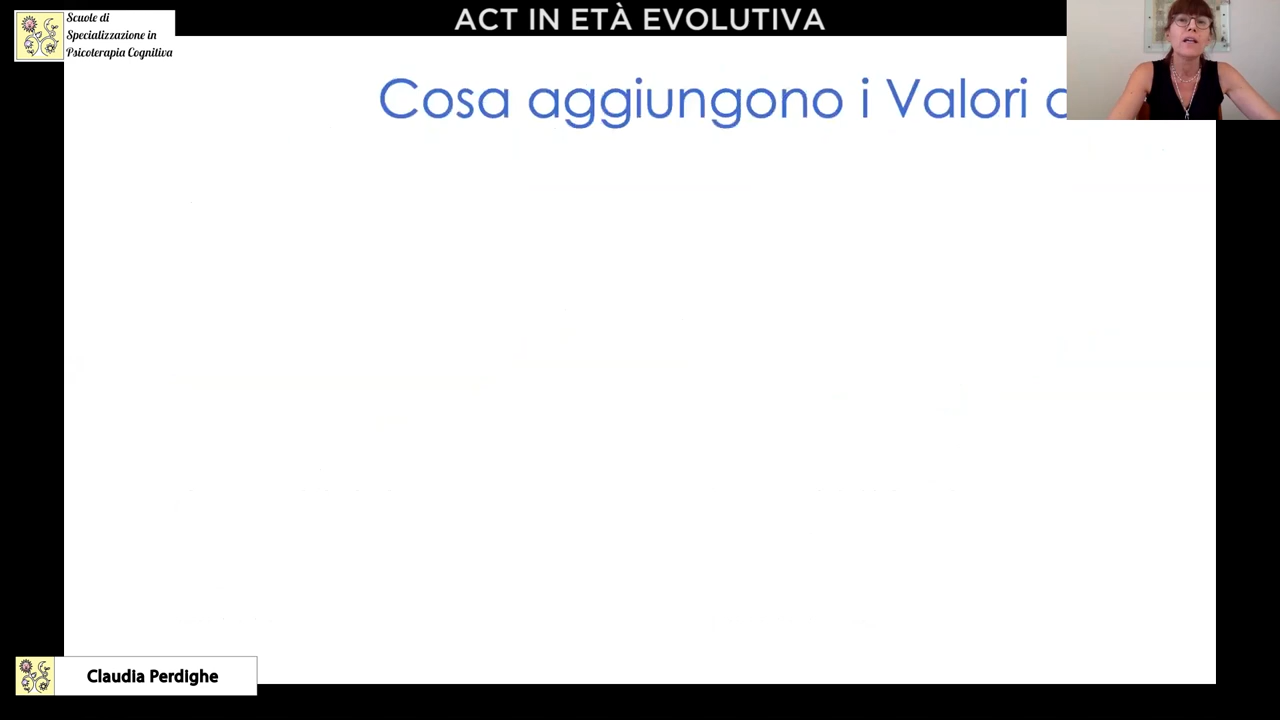 Scuole di
Specializzazione in
Psicoterapia Cognitiva
ACT IN ETÀ EVOLUTIVA
Cosa aggiungono i Valori
Claudia Perdighe